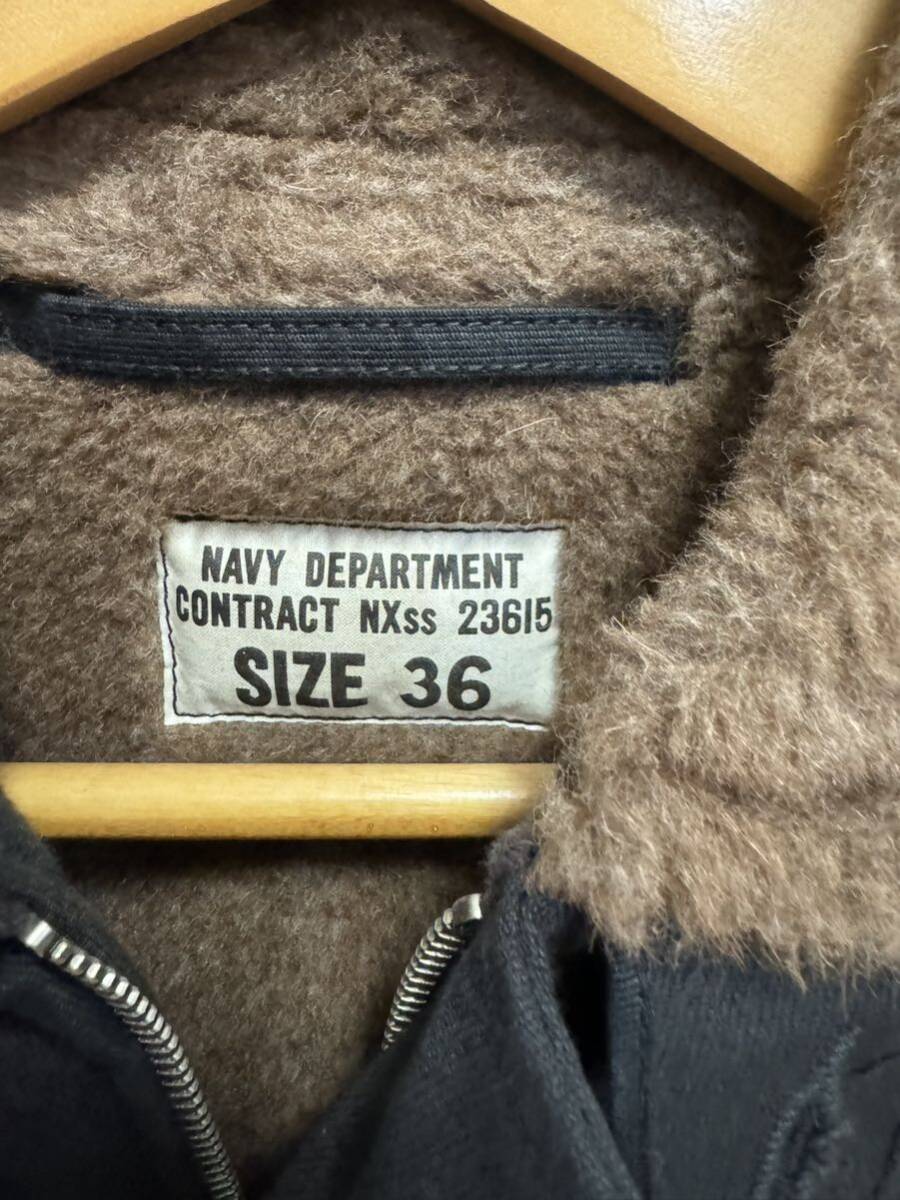 NAVY DEPARTMENT
CONTRACT NXss 23615
SIZE 36